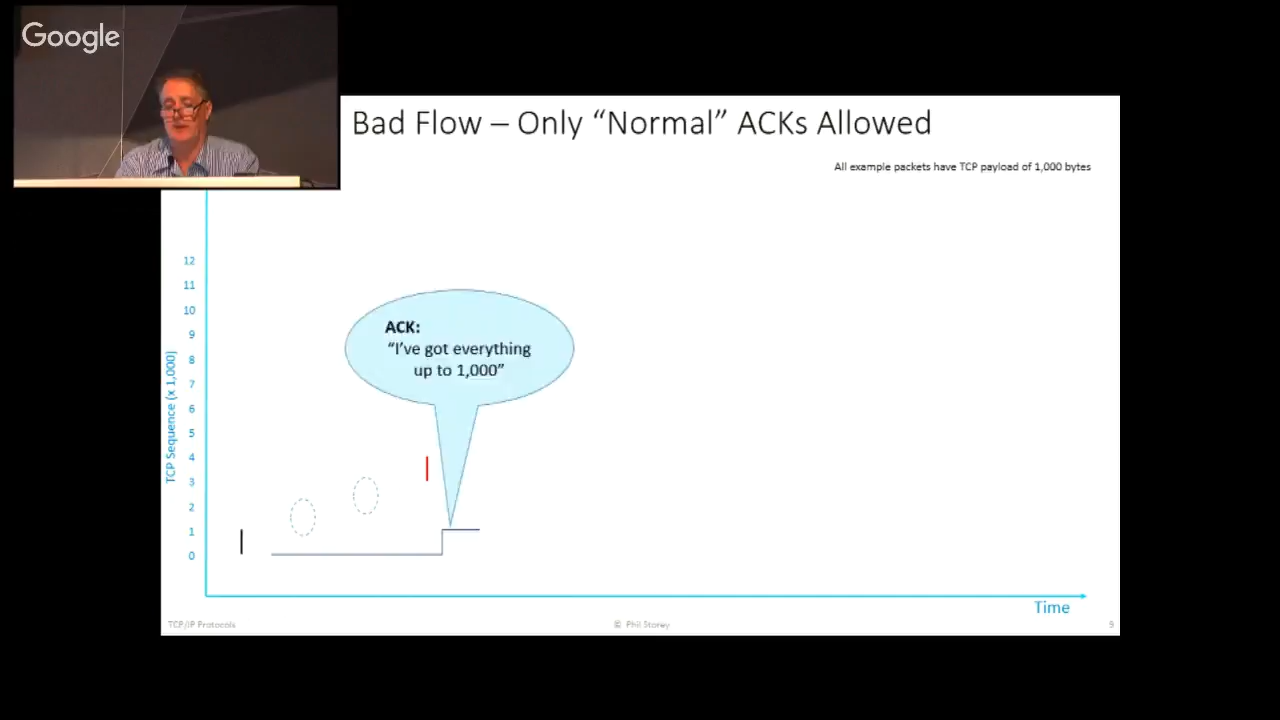 Google
Bad Flow – Only “Normal” ACKs Allowed
All example packets have TCP payload of 1,000 bytes
12
11
10
9
8
7
6
5
4
3
2
1
0
TCP Sequence (x 1,000)
ACK:
“I’ve got everything
up to 1,000”
Time
TCP/IP Protocols
© Phil Storey
9